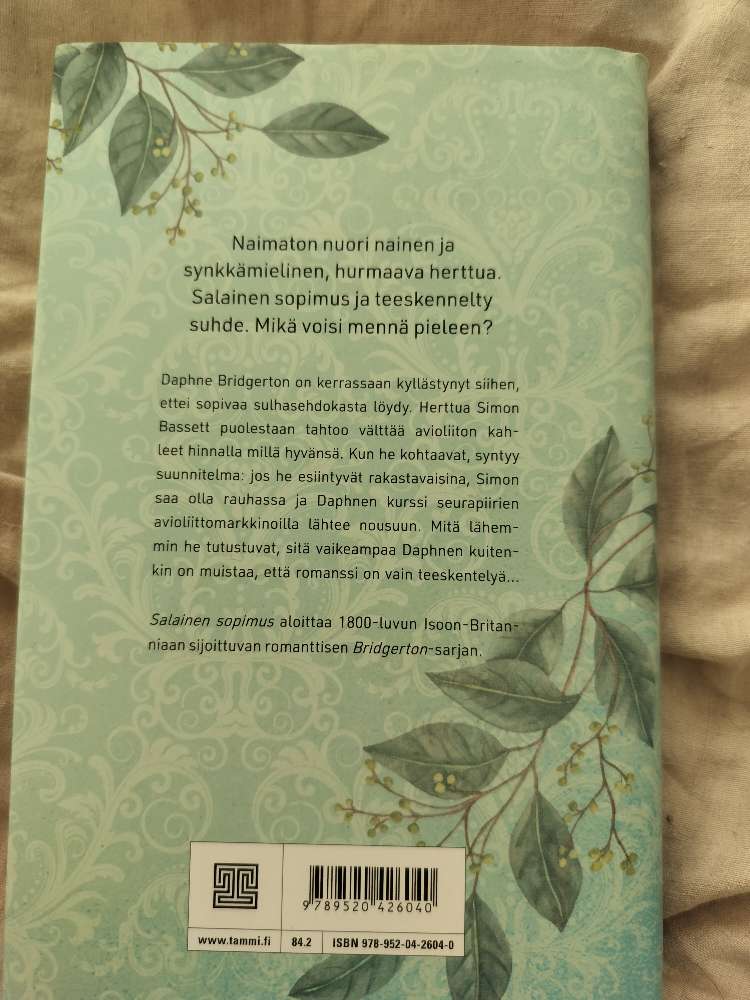 Naimaton nuori nainen ja
synkkämielinen, hurmaava herttua.
Salainen sopimus ja teeskennelty
suhde. Mikä voisi mennä pieleen?
Daphne Bridgerton on kerrassaan kyllästynyt siihen,
ettei sopivaa sulhasehdokasta löydy. Herttua Simon
Bassett puolestaan tahtoo välttää avioliiton kah-
leet hinnalla millä hyvänsä. Kun he kohtaavat, syntyy
suunnitelma: jos he esiintyvät rakastavaisina, Simon
saa olla rauhassa ja Daphnen kurssi seurapiirien
avioliittomarkkinoilla lähtee nousuun. Mitä lähem-
min he tutustuvat, sitä vaikeampaa Daphnen kuiten-
kin on muistaa, että romanssi on vain teeskentelyä...
Salainen sopimus aloittaa 1800-luvun Isoon-Britan-
niaan sijoittuvan romanttisen Bridgerton-sarjan.
9 789520 426040
www.tammi.fi 84.2 ISBN 978-952-04-2604-0